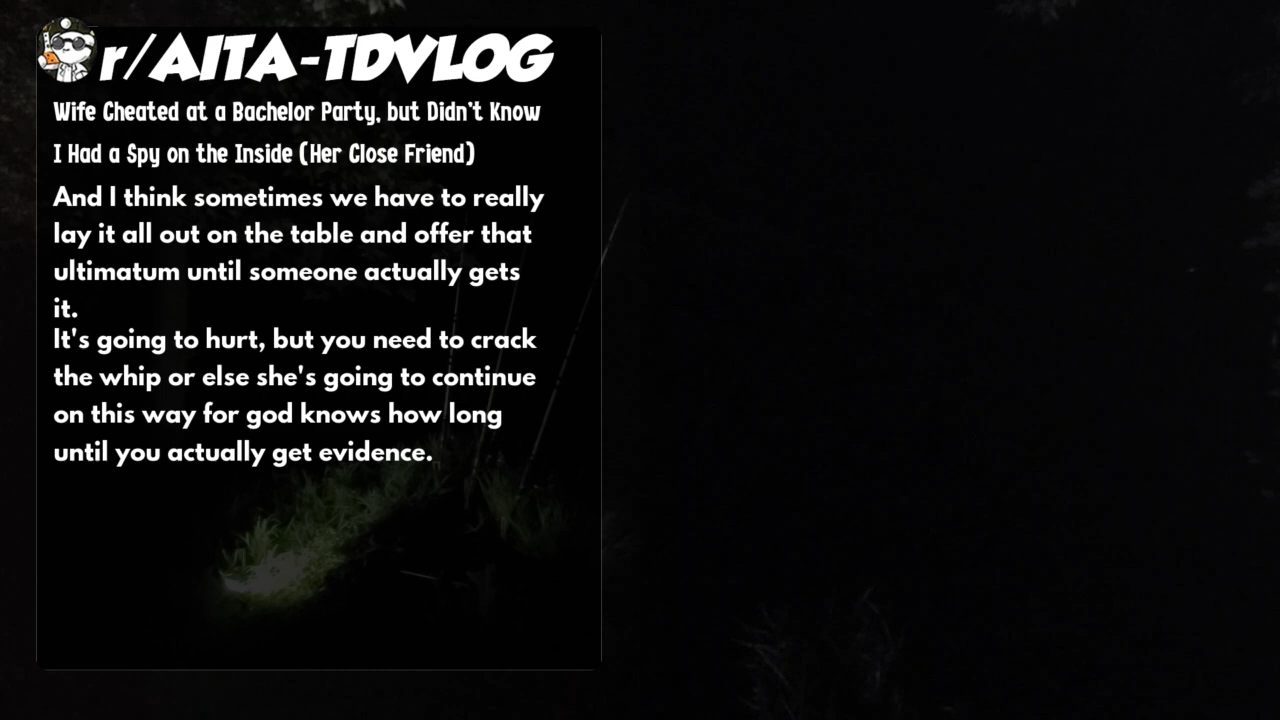 r/AITA-TDVLOG
Wife Cheated at a Bachelor Party, but Didn't Know
I Had a Spy on the Inside (Her Close Friend)
And I think sometimes we have to really
lay it all out on the table and offer that
ultimatum until someone actually gets
it.
It's going to hurt, but you need to crack
the whip or else she's going to continue
on this way for god knows how long
until you actually get evidence.